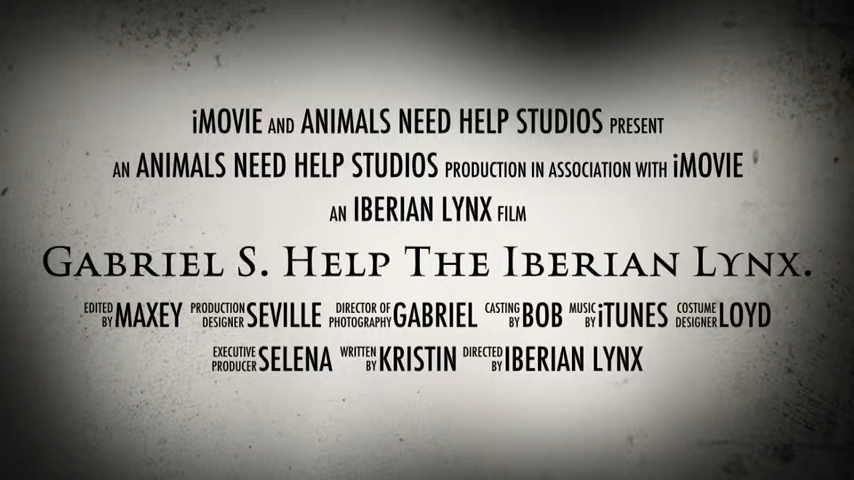 iMOVIE AND ANIMALS NEED HELP STUDIOS PRESENT
AN ANIMALS NEED HELP STUDIOS PRODUCTION IN ASSOCIATION WITH iMOVIE
AN IBERIAN LYNX FILM
GABRIEL S. HELP THE IBERIAN LYNX.
EDITED BY MAXEY PRODUCTION DESIGNER SEVILLE DIRECTOR OF PHOTOGRAPHY GABRIEL CASTING BY BOB MUSIC BY iTUNES COSTUME DESIGNER LOYD
EXECUTIVE PRODUCER SELENA WRITTEN BY KRISTIN DIRECTED BY IBERIAN LYNX